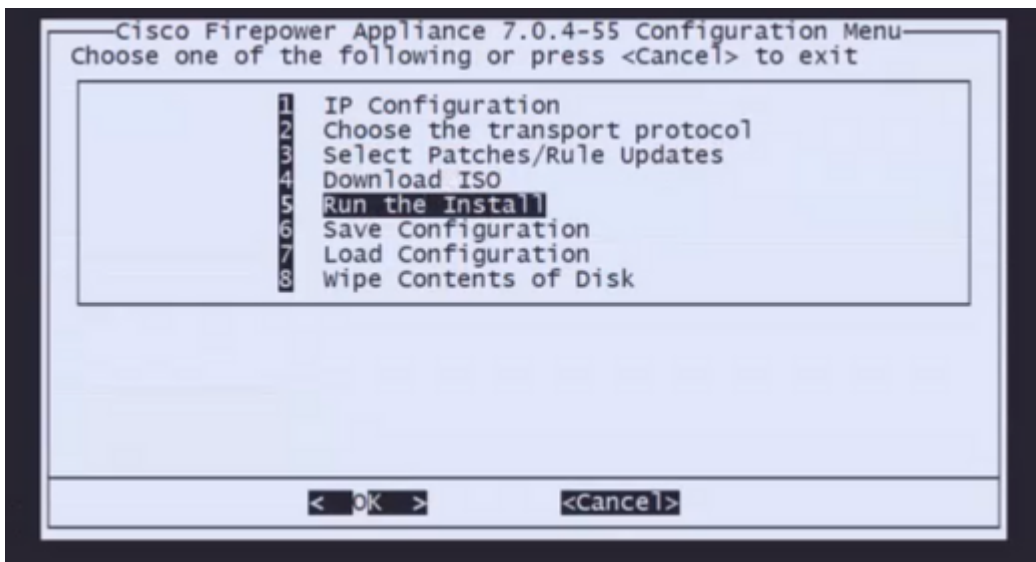 Cisco Firepower Appliance 7.0.4-55 Configuration Menu
Choose one of the following or press <Cancel> to exit
1 IP Configuration
2 Choose the transport protocol
3 Select Patches/Rule Updates
4 Download ISO
5 Run the Install
6 Save Configuration
7 Load Configuration
8 Wipe Contents of Disk
< OK > <Cancel>